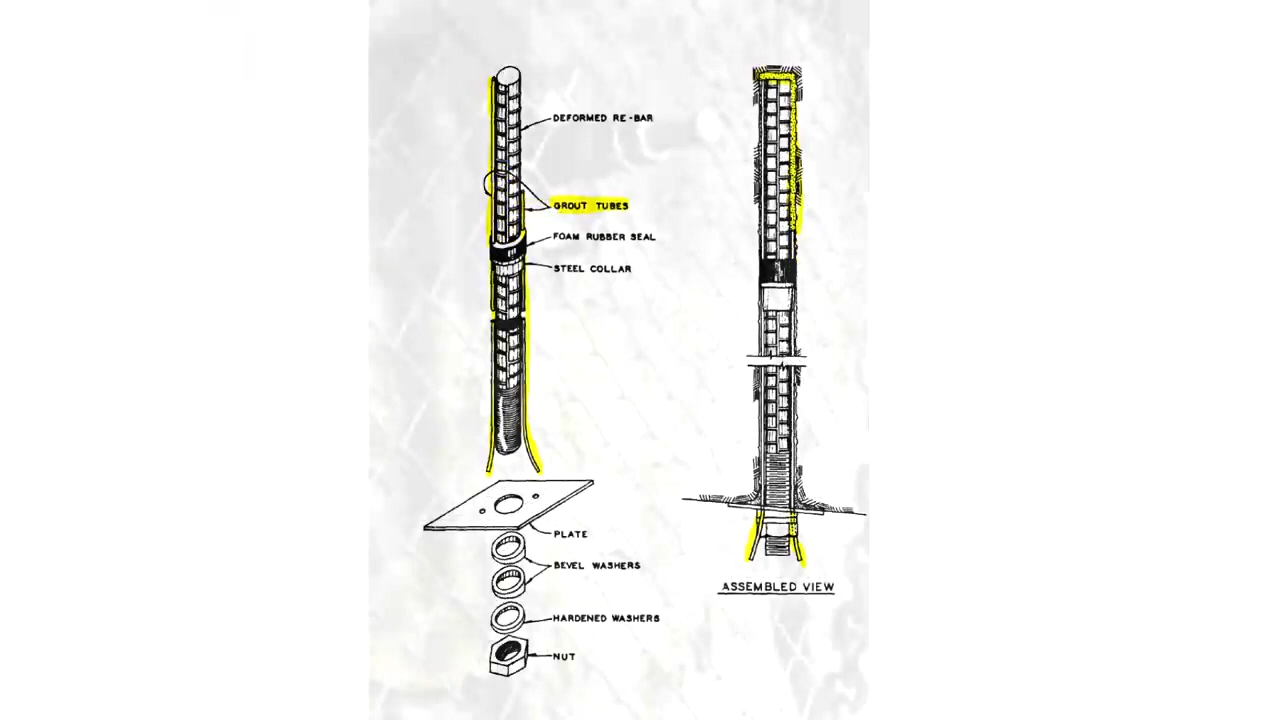 DEFORMED RE-BAR
GROUT TUBES
FOAM RUBBER SEAL
STEEL COLLAR
PLATE
BEVEL WASHERS
HARDENED WASHERS
NUT
ASSEMBLED VIEW